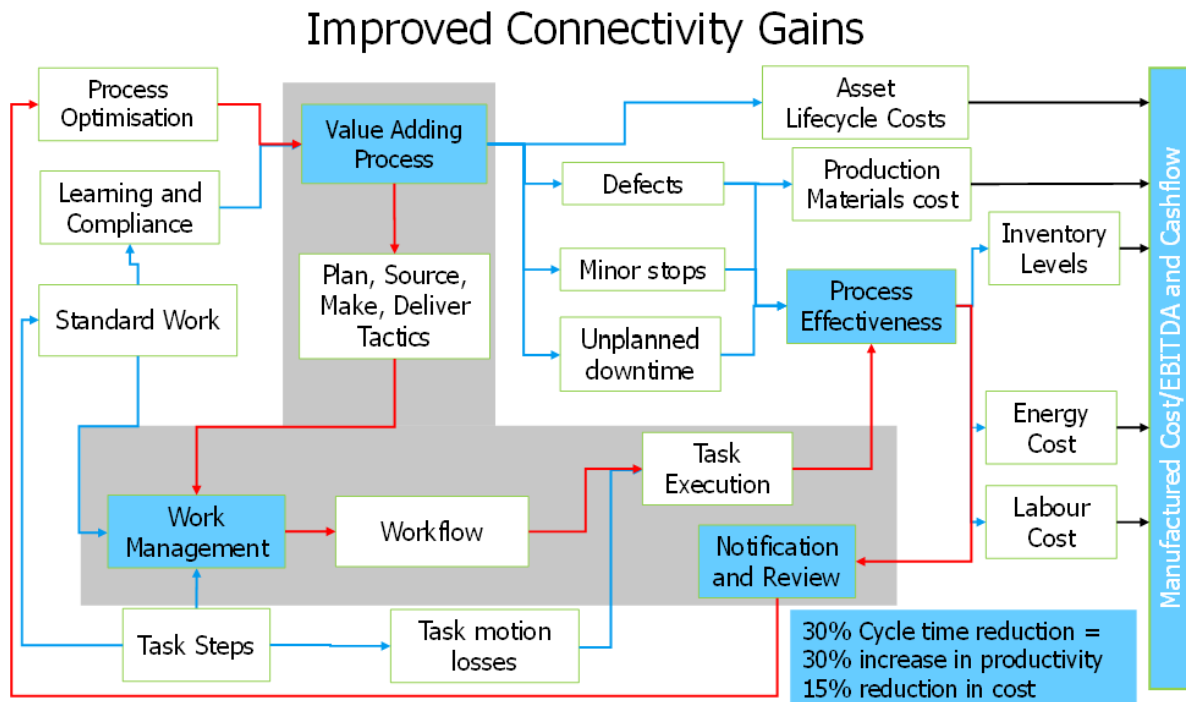 Improved Connectivity Gains
Process
Optimisation
Value Adding
Process
Asset
Lifecycle Costs
Learning and
Compliance
Defects
Production
Materials cost
Standard Work
Plan, Source,
Make, Deliver
Tactics
Minor stops
Unplanned
downtime
Process
Effectiveness
Inventory
Levels
Energy
Cost
Labour
Cost
Manufactured Cost/EBITDA and Cashflow
Work
Management
Workflow
Task
Execution
Notification
and Review
Task Steps
Task motion
losses
30% Cycle time reduction =
30% increase in productivity
15% reduction in cost